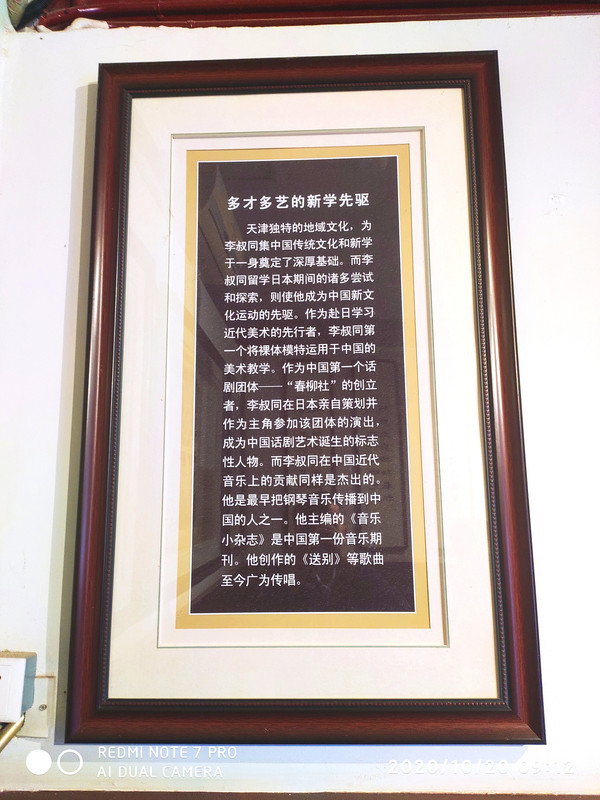 多才多艺的新学先驱
天津独特的地域文化，为
李叔同集中国传统文化和新学
于一身奠定了深厚基础。而李
叔同留学日本期间的诸多尝试
和探索，则使他成为中国新文
化运动的先驱。作为赴日学习
近代美术的先行者，李叔同第
一个将裸体模特运用于中国的
美术教学。作为中国第一个话
剧团体——“春柳社”的创立
者，李叔同在日本亲自策划并
作为主角参加该团体的演出，
成为中国话剧艺术诞生的标志
性人物。而李叔同在中国近代
音乐上的贡献同样是杰出的。
他是最早把钢琴音乐传播到中
国的人之一。他主编的《音乐
小杂志》是中国第一份音乐期
刊。他创作的《送别》等歌曲
至今广为传唱。
REDMI NOTE 7 PRO
AI DUAL CAMERA
2020/10/20 09:12